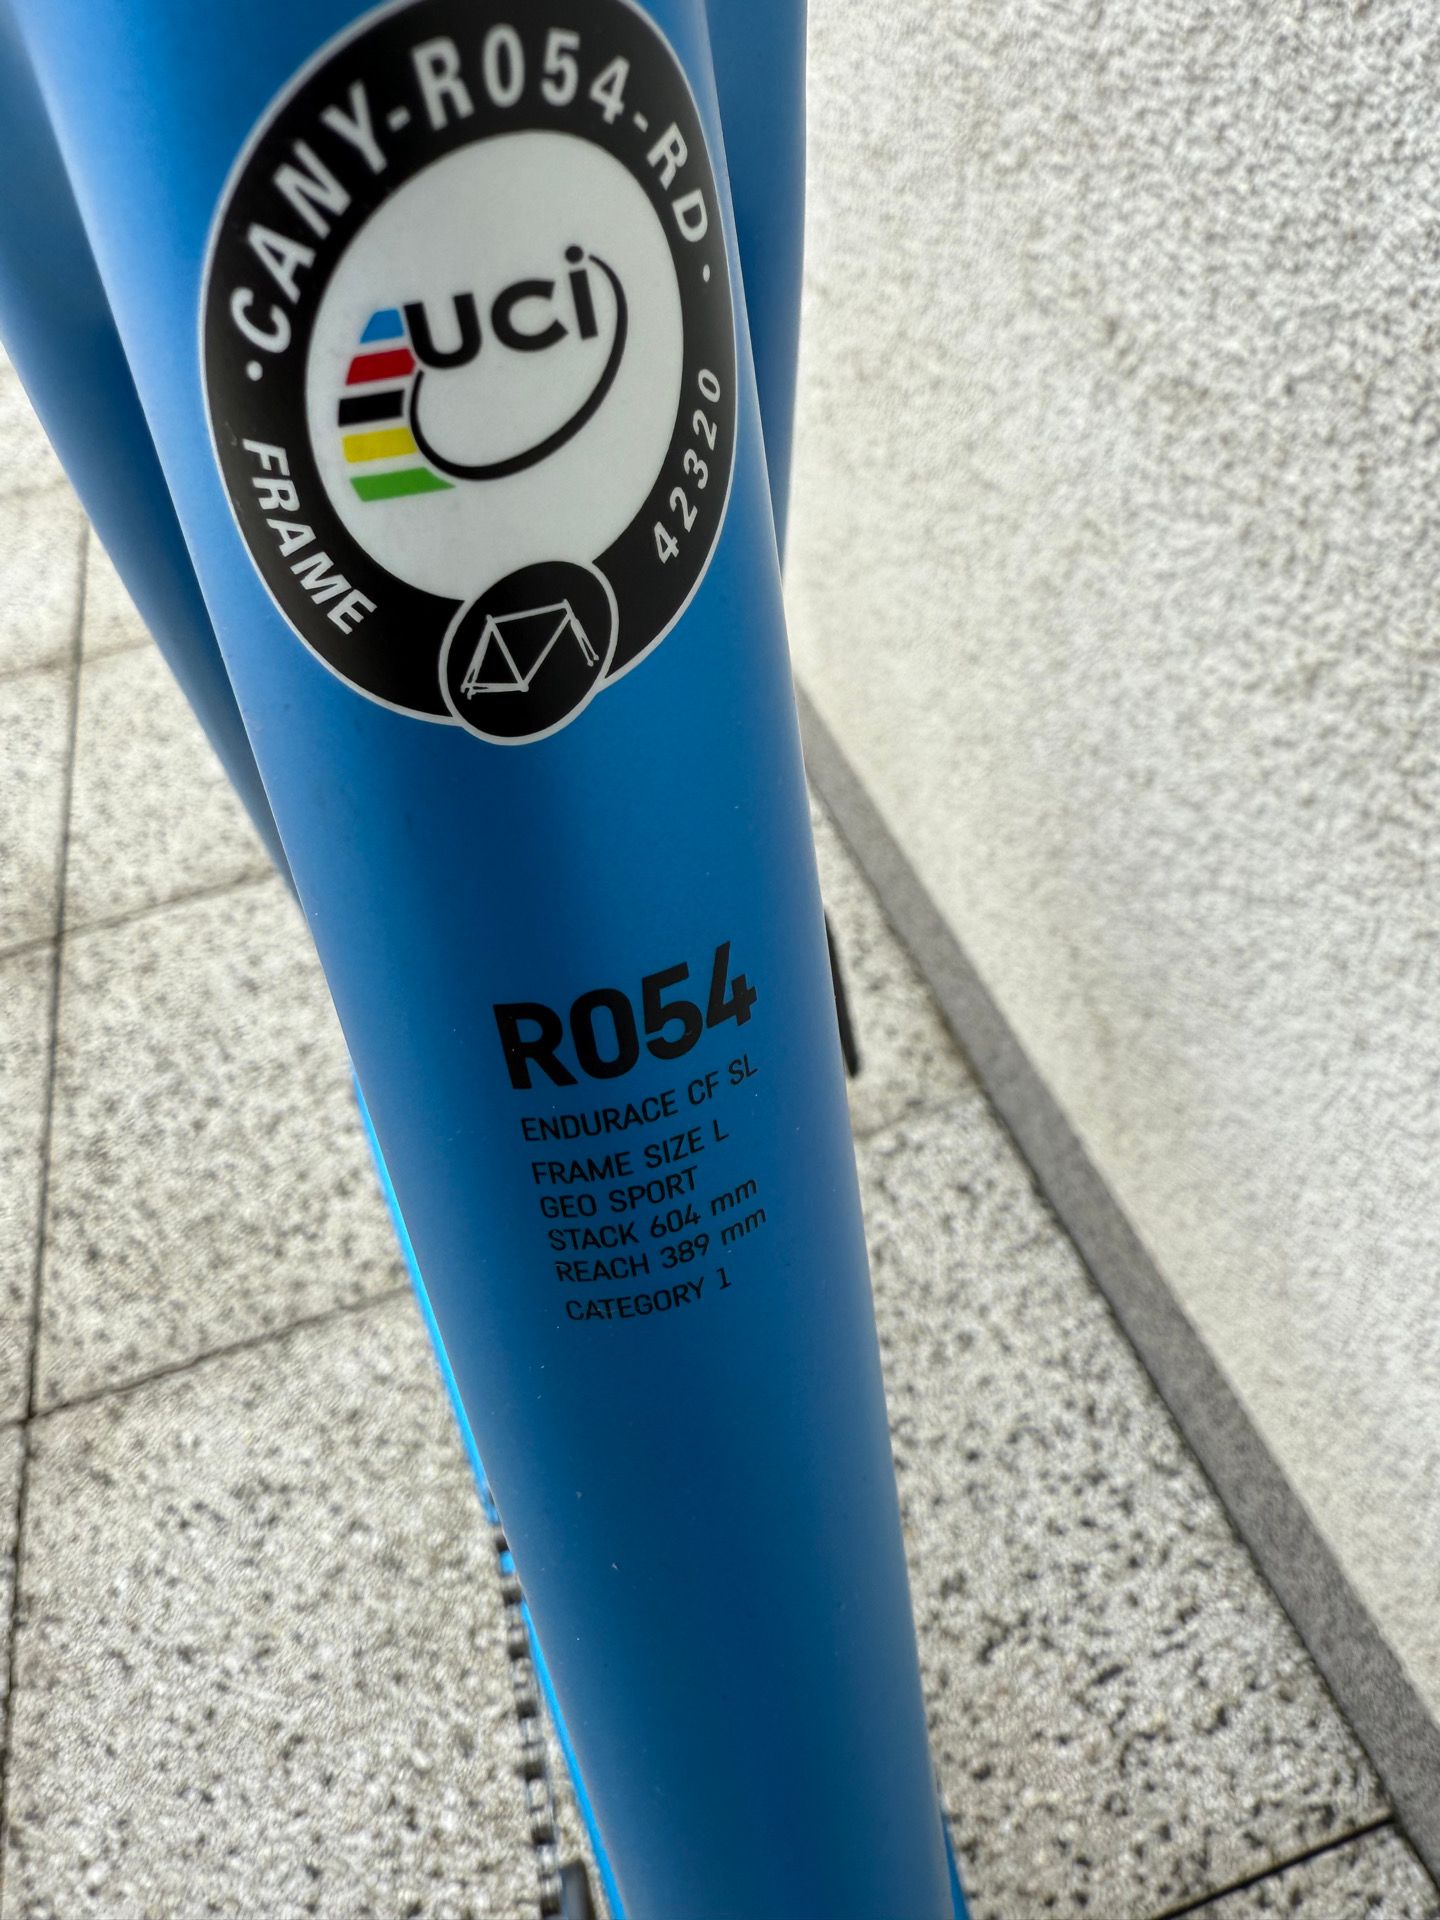 ·CANY-R054-RD·
uci
FRAME
42320
R054
ENDURACE CF SL
FRAME SIZE L
GEO SPORT
STACK 604 mm
REACH 389 mm
CATEGORY 1